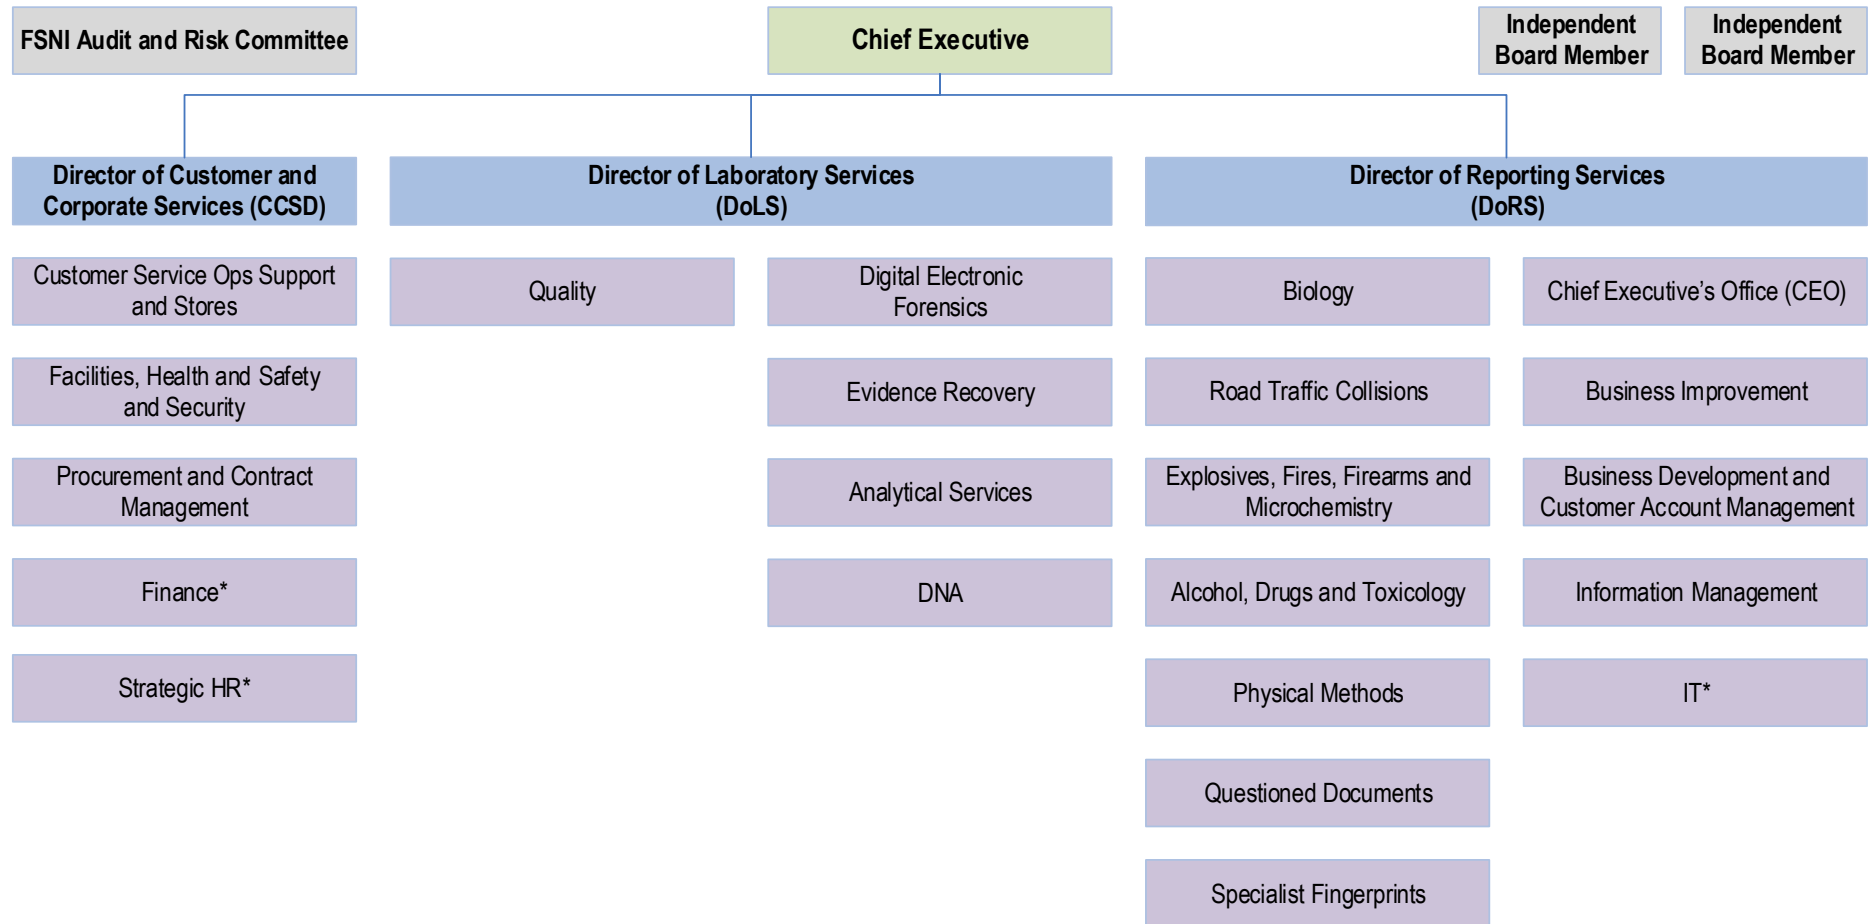 FSNI Audit and Risk Committee
Chief Executive
Independent
Board Member
Independent
Board Member
Director of Customer and
Corporate Services (CCSD)
Director of Laboratory Services
(DoLS)
Director of Reporting Services
(DoRS)
Customer Service Ops Support
and Stores
Facilities, Health and Safety
and Security
Procurement and Contract
Management
Finance*
Strategic HR*
Quality
Digital Electronic
Forensics
Evidence Recovery
Analytical Services
DNA
Biology
Road Traffic Collisions
Explosives, Fires, Firearms and
Microchemistry
Alcohol, Drugs and Toxicology
Physical Methods
Questioned Documents
Specialist Fingerprints
Chief Executive’s Office (CEO)
Business Improvement
Business Development and
Customer Account Management
Information Management
IT*